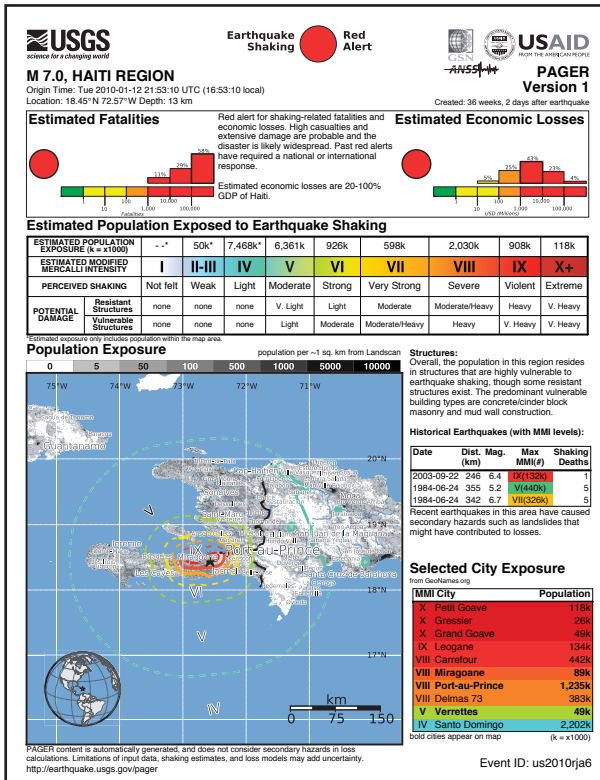 USGS
science for a changing world
Earthquake Shaking
Red Alert
GSN
USAID
FROM THE AMERICAN PEOPLE
ANSS
M 7.0, HAITI REGION
Origin Time: Tue 2010-01-12 21:53:10 UTC (16:53:10 local)
Location: 18.45°N 72.57°W Depth: 13 km
PAGER
Version 1
Created: 36 weeks, 2 days after earthquake
Estimated Fatalities
11% 29% 58%
1 10 100 1,000 10,000 100,000
Fatalities
Red alert for shaking-related fatalities and
economic losses. High casualties and
extensive damage are probable and the
disaster is likely widespread. Past red alerts
have required a national or international
response.
Estimated economic losses are 20-100%
GDP of Haiti.
Estimated Economic Losses
5% 25% 43% 23% 4%
1 10 100 1,000 10,000 100,000
USD (Millions)
Estimated Population Exposed to Earthquake Shaking
ESTIMATED POPULATION EXPOSURE (k = x1000) - -* 50k* 7,468k* 6,361k 926k 598k 2,030k 908k 118k
ESTIMATED MODIFIED MERCALLI INTENSITY I II-III IV V VI VII VIII IX X+
PERCEIVED SHAKING Not felt Weak Light Moderate Strong Very Strong Severe Violent Extreme
POTENTIAL DAMAGE
Resistant Structures none none none V. Light Light Moderate Moderate/Heavy Heavy V. Heavy
Vulnerable Structures none none none Light Moderate Moderate/Heavy Heavy V. Heavy V. Heavy
*Estimated exposure only includes population within the map area.
Population Exposure
population per ~1 sq. km from Landscan
0 5 50 100 500 1000 5000 10000
75°W 74°W 73°W 72°W 71°W
20°N
19°N
18°N
17°N
Guantanamo
Port-au-Prince
Miragoane
Les Cayes
Jeremie
V
IX
VI
V
IV
km
0 75 150
Structures:
Overall, the population in this region resides
in structures that are highly vulnerable to
earthquake shaking, though some resistant
structures exist. The predominant vulnerable
building types are concrete/cinder block
masonry and mud wall construction.
Historical Earthquakes (with MMI levels):
Date Dist. (km) Mag. Max MMI(#) Shaking Deaths
2003-09-22 246 6.4 IX(132k) 1
1984-06-24 355 5.2 V(440k) 5
1984-06-24 342 6.7 VII(326k) 5
Recent earthquakes in this area have caused
secondary hazards such as landslides that
might have contributed to losses.
Selected City Exposure
from GeoNames.org
MMI City Population
X Petit Goave 118k
X Gressier 26k
X Grand Goave 49k
IX Leogane 134k
VIII Carrefour 442k
VIII Miragoane 89k
VIII Port-au-Prince 1,235k
VIII Delmas 73 383k
V Verrettes 49k
IV Santo Domingo 2,202k
bold cities appear on map (k = x1000)
PAGER content is automatically generated, and does not consider secondary hazards in loss
calculations. Limitations of input data, shaking estimates, and loss models may add uncertainty.
http://earthquake.usgs.gov/pager
Event ID: us2010rja6